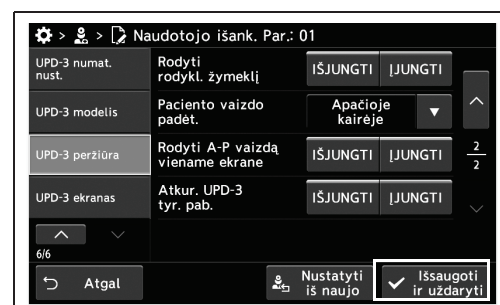 > > Naudotojo išank. Par.: 01
UPD-3 numat.
nust.
Rodyti
rodykl. žymeklį
IŠJUNGTI ĮJUNGTI
UPD-3 modelis
Paciento vaizdo
padėt.
Apačioje
kairėje
UPD-3 peržiūra
Rodyti A-P vaizdą
viename ekrane
IŠJUNGTI ĮJUNGTI
2
2
UPD-3 ekranas
Atkur. UPD-3
tyr. pab.
IŠJUNGTI ĮJUNGTI
6/6
Atgal
Nustatyti
iš naujo
Išsaugoti
ir uždaryti